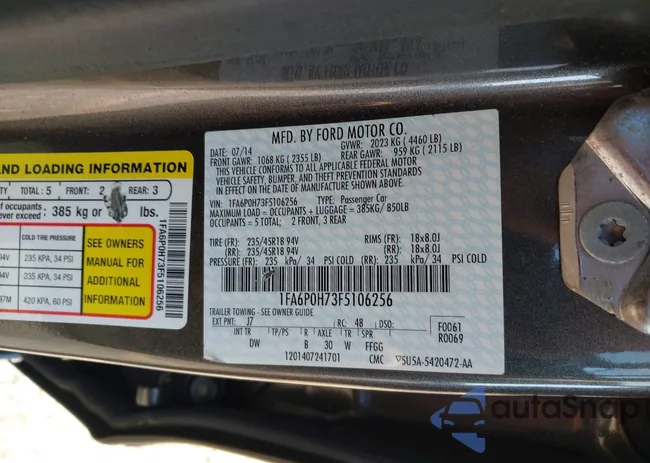 AND LOADING INFORMATION
TOTAL: 5 FRONT: 2 REAR: 3
385 kg or lbs.
COLD TIRE PRESSURE
235 KPA, 34 PSI
235 KPA, 34 PSI
420 KPA, 60 PSI
SEE OWNERS
MANUAL FOR
ADDITIONAL
INFORMATION
1FA6P0H73F5106256
MFD. BY FORD MOTOR CO.
DATE: 07/14 GVWR: 2023 KG ( 4460 LB)
FRONT GAWR: 1068 KG ( 2355 LB) REAR GAWR: 959 KG ( 2115 LB)
THIS VEHICLE CONFORMS TO ALL APPLICABLE FEDERAL MOTOR
VEHICLE SAFETY, BUMPER, AND THEFT PREVENTION STANDARDS
IN EFFECT ON THE DATE OF MANUFACTURE SHOWN ABOVE.
VIN: 1FA6P0H73F5106256 TYPE: Passenger Car
MAXIMUM LOAD = OCCUPANTS + LUGGAGE = 385KG/ 850LB
OCCUPANTS = 5 TOTAL: 2 FRONT, 3 REAR
TIRE (FR): 235/45R18 94V RIMS (FR): 18x8.0J
(RR): 235/45R18 94V (RR): 18x8.0J
PRESSURE (FR): 235 kPa/ 34 PSI COLD (RR): 235 kPa/ 34 PSI COLD
1FA6P0H73F5106256
TRAILER TOWING - SEE OWNER GUIDE
EXT PNT: J7 RC: 48 DSO: F0061
INT TR TP/PS R AXLE TR SPR R0069
DW B 30 W FFGG
1201407241701 CMC ▽5U5A-5420472-AA
autoSnap